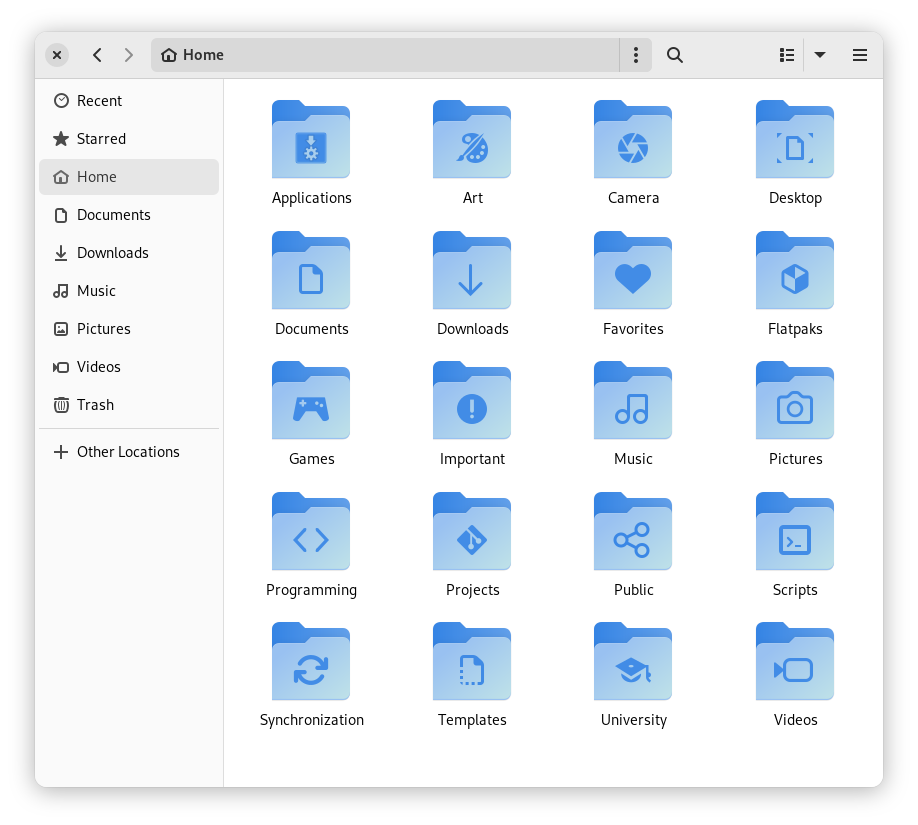 Home
Recent
Starred
Home
Documents
Downloads
Music
Pictures
Videos
Trash
Other Locations
Applications
Art
Camera
Desktop
Documents
Downloads
Favorites
Flatpaks
Games
Important
Music
Pictures
Programming
Projects
Public
Scripts
Synchronization
Templates
University
Videos